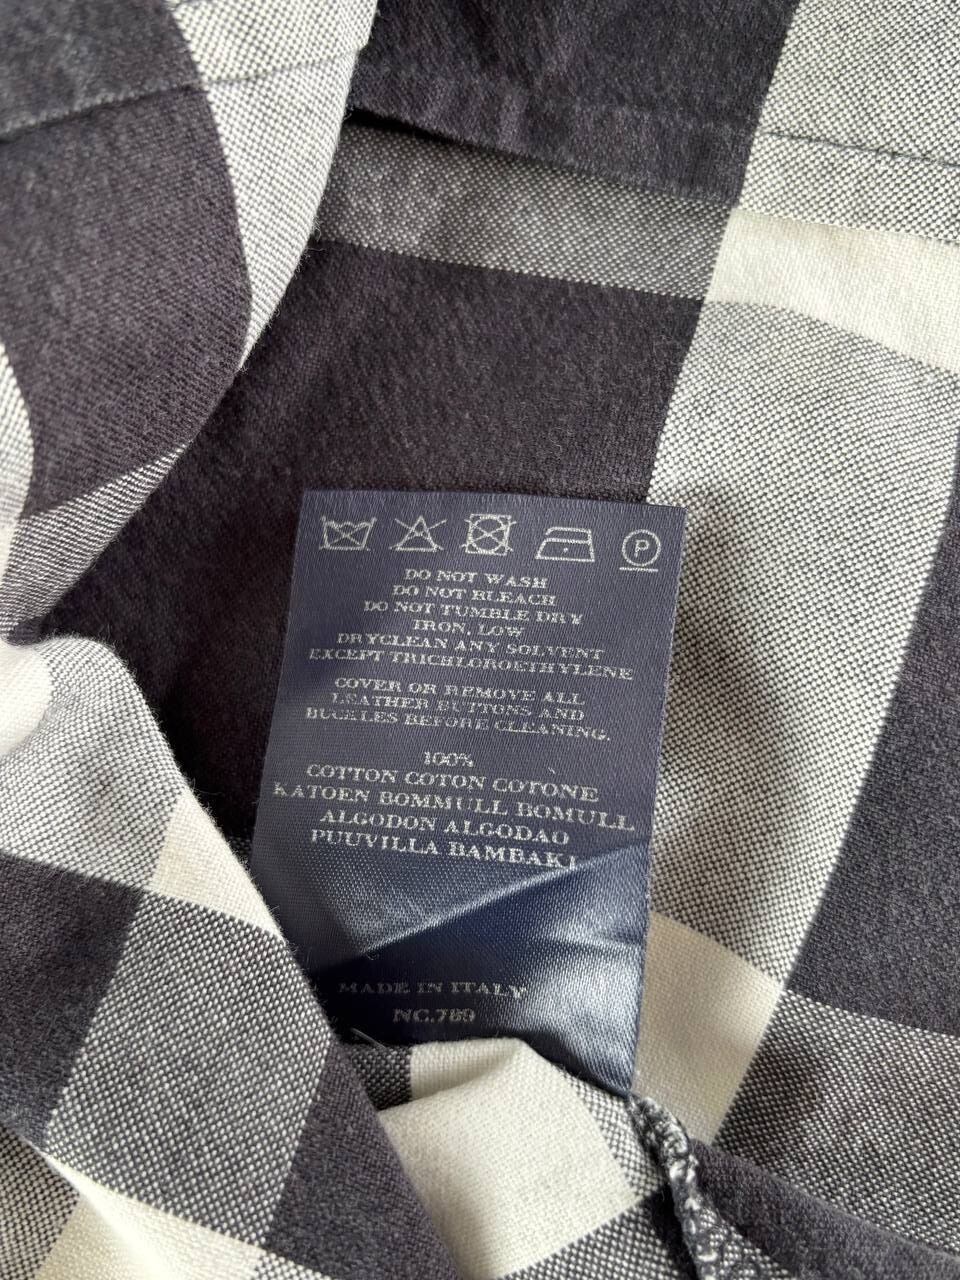 P
DO NOT WASH
DO NOT BLEACH
DO NOT TUMBLE DRY
IRON, LOW
DRYCLEAN ANY SOLVENT
EXCEPT TRICHLOROETHYLENE
COVER OR REMOVE ALL
LEATHER BUTTONS AND
BUCKLES BEFORE CLEANING.
100%
COTTON COTON COTONE
KATOEN BOMMULL BOMULL
ALGODON ALGODAO
PUUVILLA BAMBAKI
MADE IN ITALY
NC.789